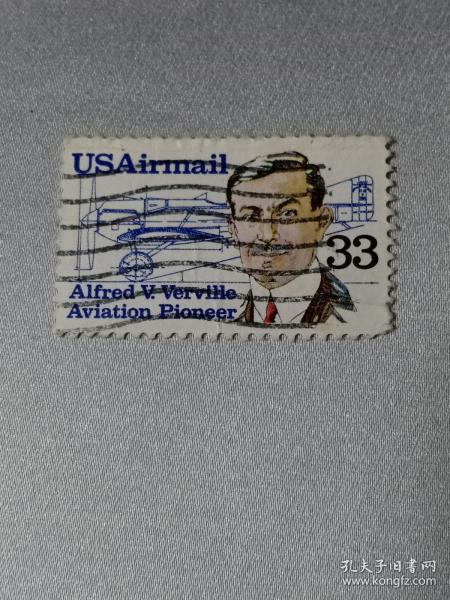 USAirmail
33
Alfred V. Verville
Aviation Pioneer
孔夫子旧书网
www.kongfz.com